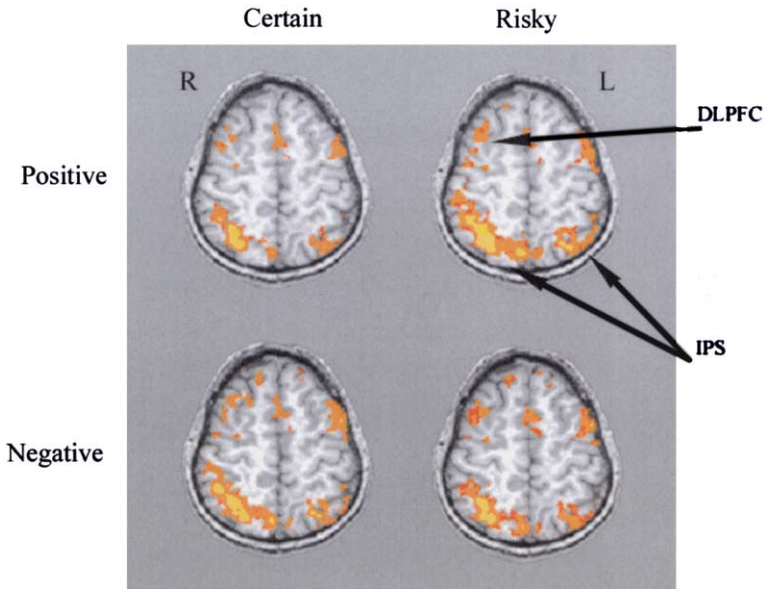 Certain
Risky
R
L
DLPFC
Positive
IPS
Negative